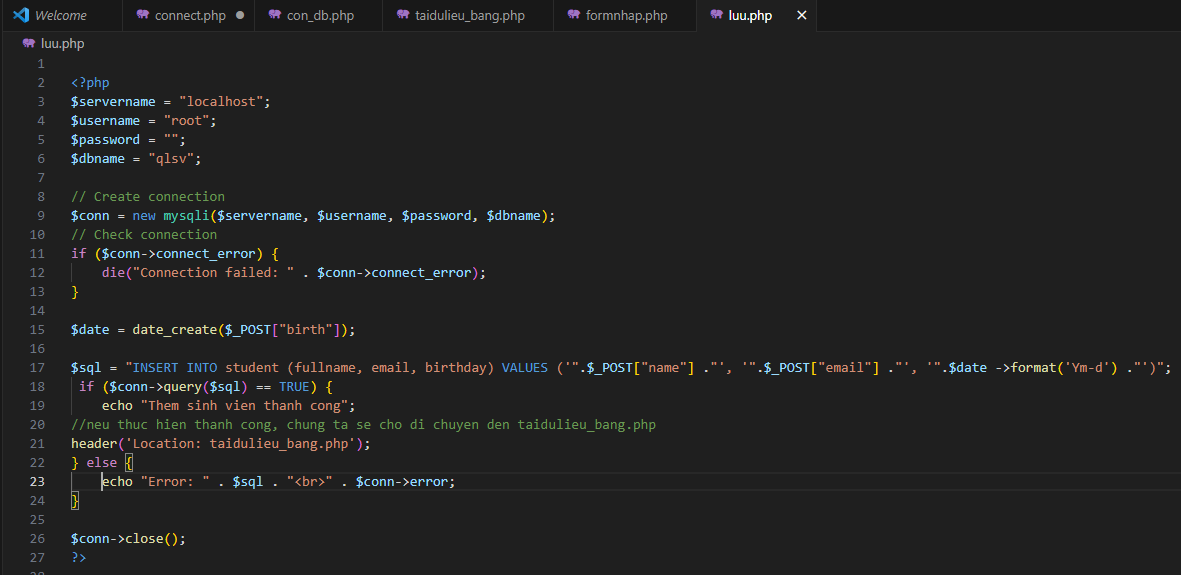 Welcome connect.php con_db.php taidulieu_bang.php formnhap.php luu.php
luu.php
1
2 <?php
3 $servername = "localhost";
4 $username = "root";
5 $password = "";
6 $dbname = "qlsv";
7
8 // Create connection
9 $conn = new mysqli($servername, $username, $password, $dbname);
10 // Check connection
11 if ($conn->connect_error) {
12     die("Connection failed: " . $conn->connect_error);
13 }
14
15 $date = date_create($_POST["birth"]);
16
17 $sql = "INSERT INTO student (fullname, email, birthday) VALUES ('".$_POST["name"] ."', '".$_POST["email"] ."', '".$date ->format('Ym-d') ."')";
18  if ($conn->query($sql) == TRUE) {
19     echo "Them sinh vien thanh cong";
20 //neu thuc hien thanh cong, chung ta se cho di chuyen den taidulieu_bang.php
21 header('Location: taidulieu_bang.php');
22 } else {
23     echo "Error: " . $sql . "<br>" . $conn->error;
24 }
25
26 $conn->close();
27 ?>
28